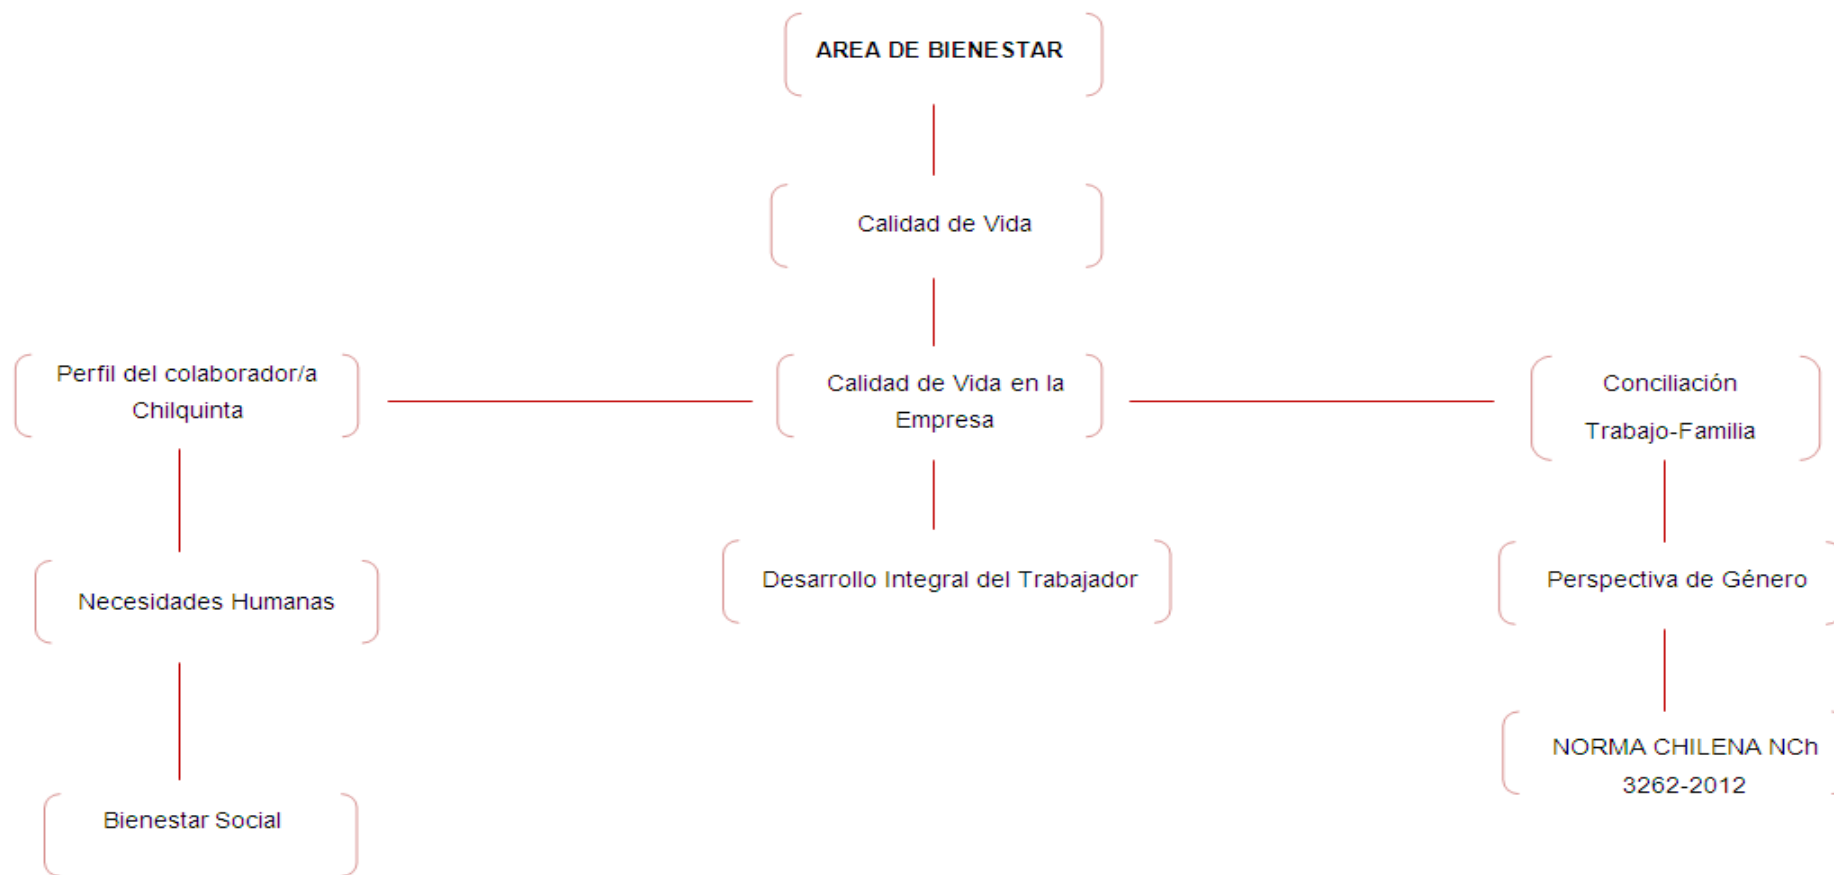 AREA DE BIENESTAR
Calidad de Vida
Perfil del colaborador/a
Chilquinta
Calidad de Vida en la
Empresa
Conciliación
Trabajo-Familia
Necesidades Humanas
Desarrollo Integral del Trabajador
Perspectiva de Género
Bienestar Social
NORMA CHILENA NCh
3262-2012